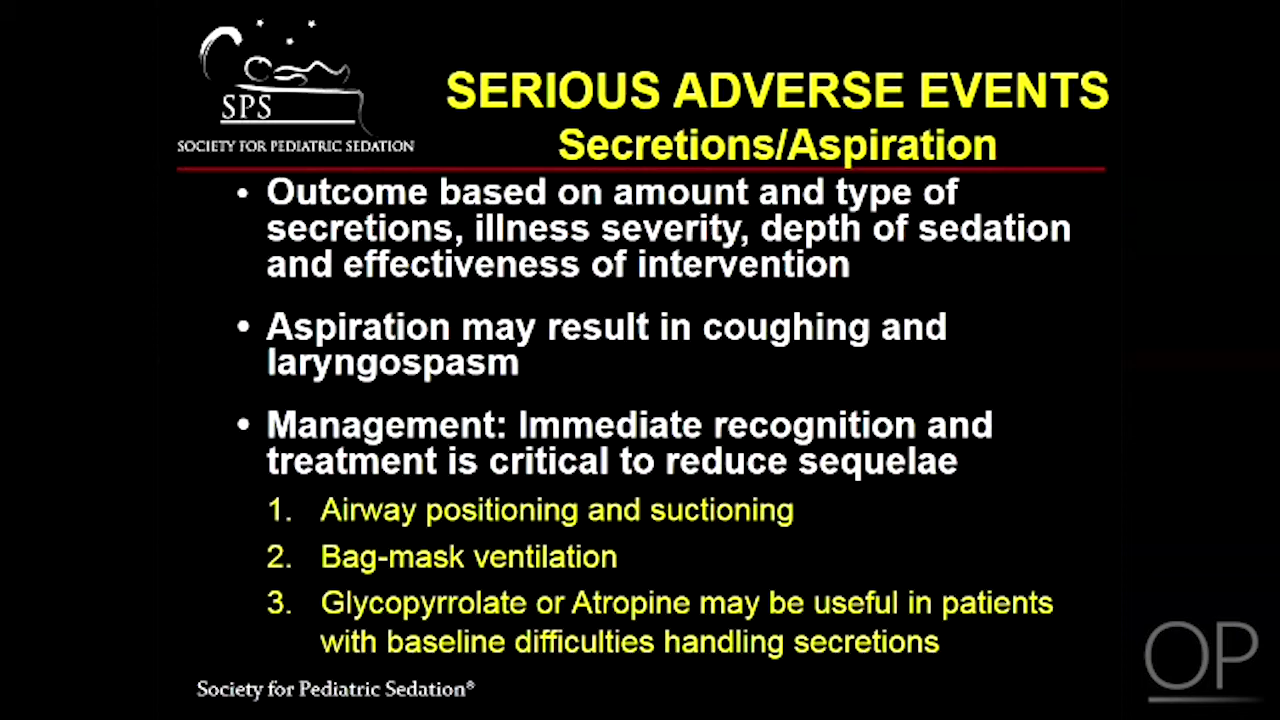 SPS
SOCIETY FOR PEDIATRIC SEDATION
SERIOUS ADVERSE EVENTS
Secretions/Aspiration
• Outcome based on amount and type of
secretions, illness severity, depth of sedation
and effectiveness of intervention
• Aspiration may result in coughing and
laryngospasm
• Management: Immediate recognition and
treatment is critical to reduce sequelae
1. Airway positioning and suctioning
2. Bag-mask ventilation
3. Glycopyrrolate or Atropine may be useful in patients
with baseline difficulties handling secretions
Society for Pediatric Sedation®
OP